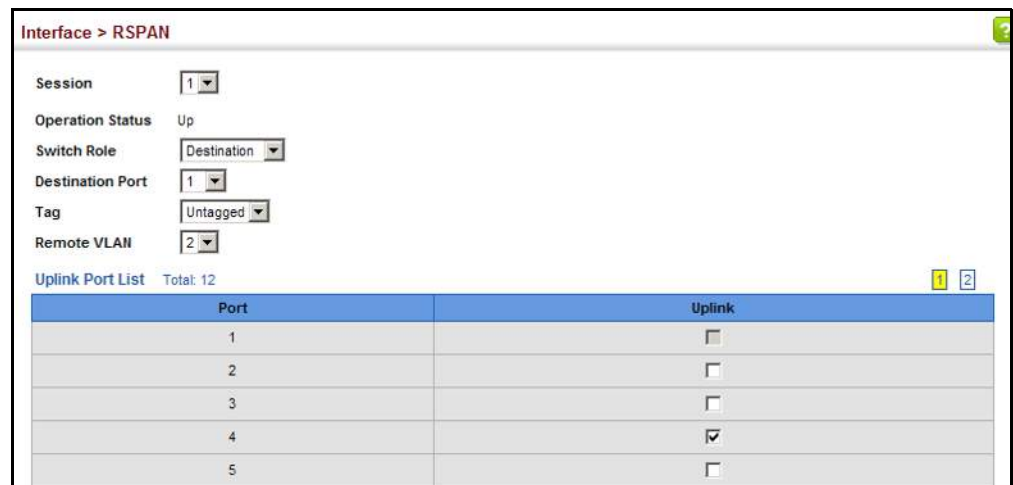 Interface > RSPAN
?
Session 1
Operation Status Up
Switch Role Destination
Destination Port 1
Tag Untagged
Remote VLAN 2
Uplink Port List Total: 12 1 2
Port Uplink
1
2
3
4
5